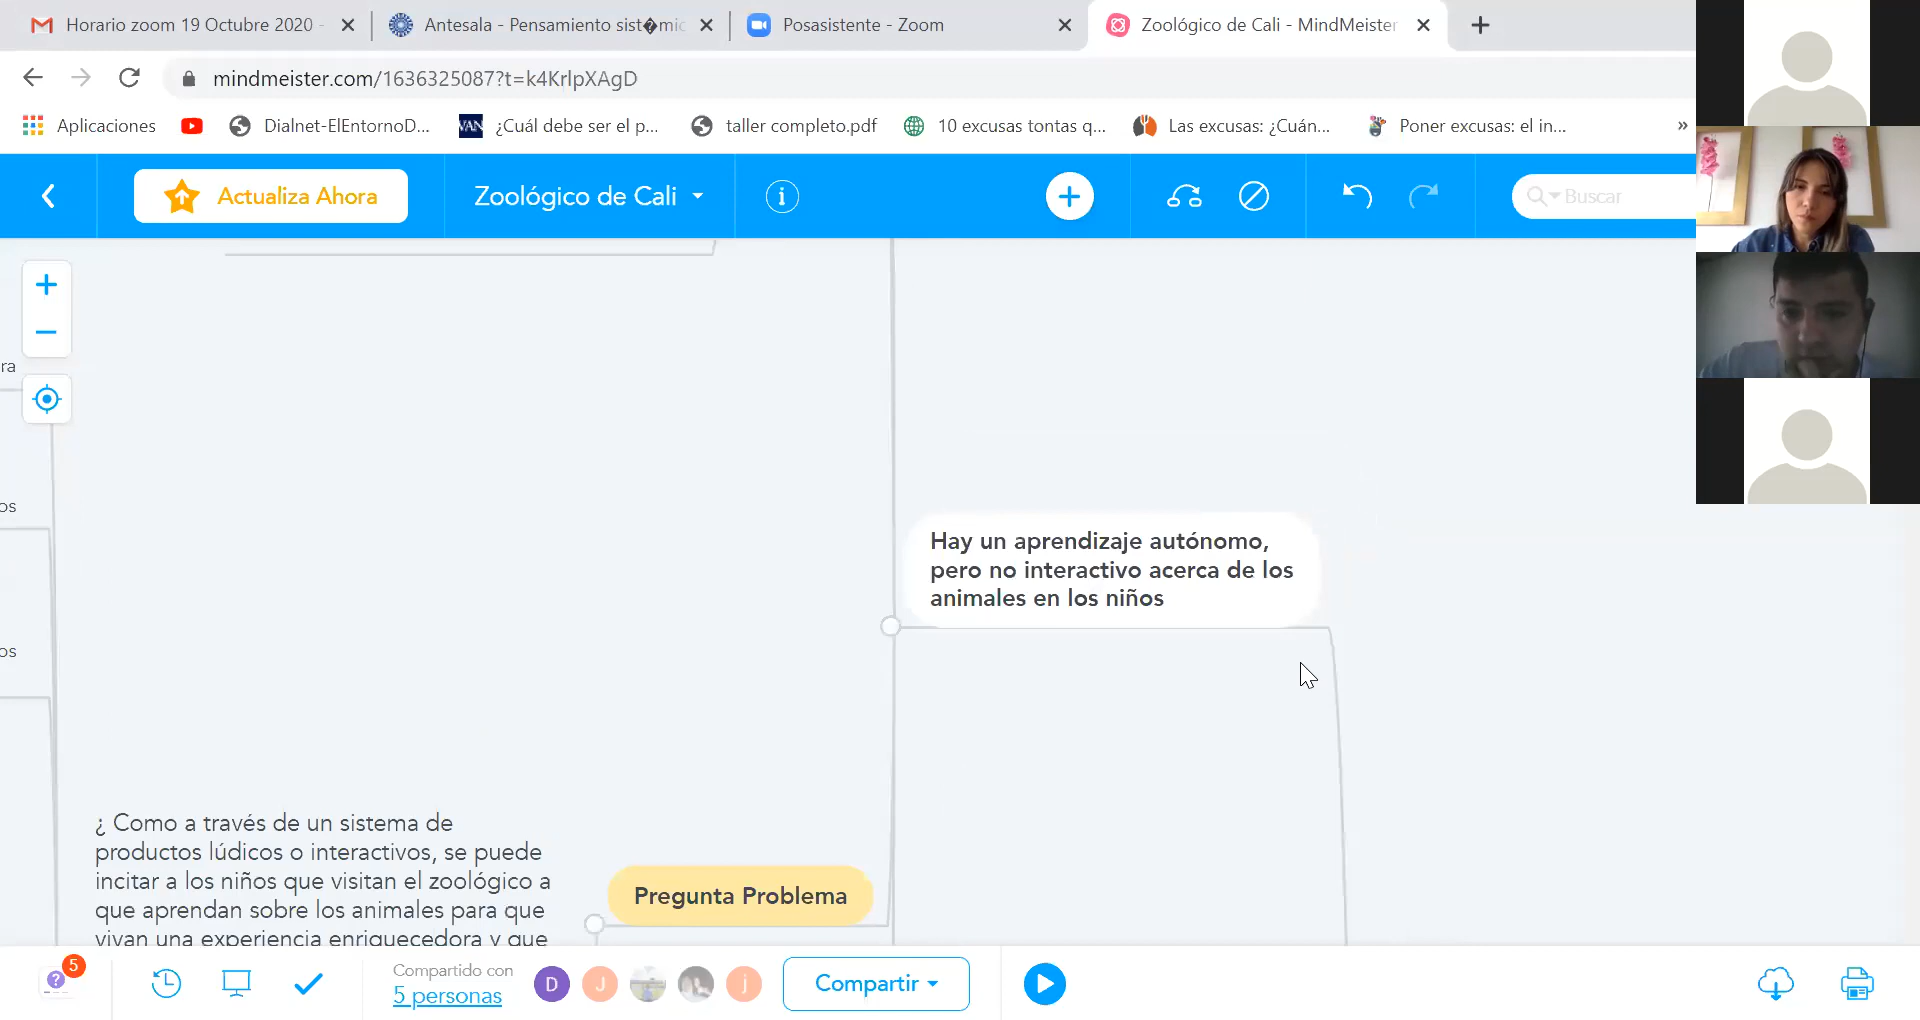 Horario zoom 19 Octubre 2020 -
Antesala - Pensamiento sist�mic
Posasistente - Zoom
Zoológico de Cali - MindMeister
mindmeister.com/1636325087?t=k4KrlpXAgD
Aplicaciones
Dialnet-ElEntornoD...
VAN
¿Cuál debe ser el p...
taller completo.pdf
10 excusas tontas q...
Las excusas: ¿Cuán...
Poner excusas: el in...
»
Actualiza Ahora
Zoológico de Cali
Buscar
ra
os
os
Hay un aprendizaje autónomo,
pero no interactivo acerca de los
animales en los niños
¿ Como a través de un sistema de
productos lúdicos o interactivos, se puede
incitar a los niños que visitan el zoológico a
que aprendan sobre los animales para que
vivan una experiencia enriquecedora y que
Pregunta Problema
? 5
Compartido con
5 personas
D
J
j
Compartir